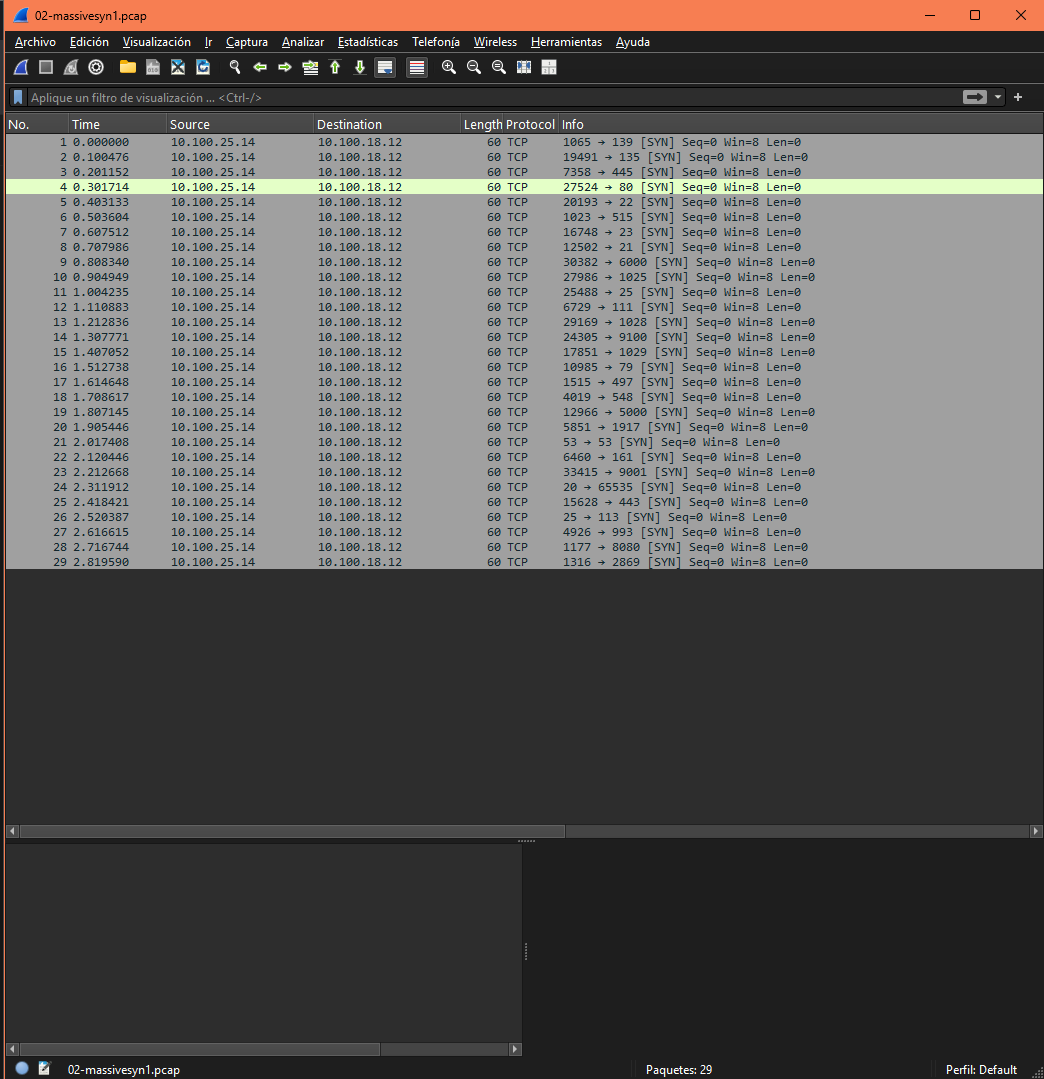 02-massivesyn1.pcap
Archivo Edición Visualización Ir Captura Analizar Estadísticas Telefonía Wireless Herramientas Ayuda
Aplique un filtro de visualización ... <Ctrl-/>
No. Time Source Destination Length Protocol Info
1 0.000000 10.100.25.14 10.100.18.12 60 TCP 1065 → 139 [SYN] Seq=0 Win=8 Len=0
2 0.100476 10.100.25.14 10.100.18.12 60 TCP 19491 → 135 [SYN] Seq=0 Win=8 Len=0
3 0.201152 10.100.25.14 10.100.18.12 60 TCP 7358 → 445 [SYN] Seq=0 Win=8 Len=0
4 0.301714 10.100.25.14 10.100.18.12 60 TCP 27524 → 80 [SYN] Seq=0 Win=8 Len=0
5 0.403133 10.100.25.14 10.100.18.12 60 TCP 20193 → 22 [SYN] Seq=0 Win=8 Len=0
6 0.503604 10.100.25.14 10.100.18.12 60 TCP 1023 → 515 [SYN] Seq=0 Win=8 Len=0
7 0.607512 10.100.25.14 10.100.18.12 60 TCP 16748 → 23 [SYN] Seq=0 Win=8 Len=0
8 0.707986 10.100.25.14 10.100.18.12 60 TCP 12502 → 21 [SYN] Seq=0 Win=8 Len=0
9 0.808340 10.100.25.14 10.100.18.12 60 TCP 30382 → 6000 [SYN] Seq=0 Win=8 Len=0
10 0.904949 10.100.25.14 10.100.18.12 60 TCP 27986 → 1025 [SYN] Seq=0 Win=8 Len=0
11 1.004235 10.100.25.14 10.100.18.12 60 TCP 25488 → 25 [SYN] Seq=0 Win=8 Len=0
12 1.110883 10.100.25.14 10.100.18.12 60 TCP 6729 → 111 [SYN] Seq=0 Win=8 Len=0
13 1.212836 10.100.25.14 10.100.18.12 60 TCP 29169 → 1028 [SYN] Seq=0 Win=8 Len=0
14 1.307771 10.100.25.14 10.100.18.12 60 TCP 24305 → 9100 [SYN] Seq=0 Win=8 Len=0
15 1.407052 10.100.25.14 10.100.18.12 60 TCP 17851 → 1029 [SYN] Seq=0 Win=8 Len=0
16 1.512738 10.100.25.14 10.100.18.12 60 TCP 10985 → 79 [SYN] Seq=0 Win=8 Len=0
17 1.614648 10.100.25.14 10.100.18.12 60 TCP 1515 → 497 [SYN] Seq=0 Win=8 Len=0
18 1.708617 10.100.25.14 10.100.18.12 60 TCP 4019 → 548 [SYN] Seq=0 Win=8 Len=0
19 1.807145 10.100.25.14 10.100.18.12 60 TCP 12966 → 5000 [SYN] Seq=0 Win=8 Len=0
20 1.905446 10.100.25.14 10.100.18.12 60 TCP 5851 → 1917 [SYN] Seq=0 Win=8 Len=0
21 2.017408 10.100.25.14 10.100.18.12 60 TCP 53 → 53 [SYN] Seq=0 Win=8 Len=0
22 2.120446 10.100.25.14 10.100.18.12 60 TCP 6460 → 161 [SYN] Seq=0 Win=8 Len=0
23 2.212668 10.100.25.14 10.100.18.12 60 TCP 33415 → 9001 [SYN] Seq=0 Win=8 Len=0
24 2.311912 10.100.25.14 10.100.18.12 60 TCP 20 → 65535 [SYN] Seq=0 Win=8 Len=0
25 2.418421 10.100.25.14 10.100.18.12 60 TCP 15628 → 443 [SYN] Seq=0 Win=8 Len=0
26 2.520387 10.100.25.14 10.100.18.12 60 TCP 25 → 113 [SYN] Seq=0 Win=8 Len=0
27 2.616615 10.100.25.14 10.100.18.12 60 TCP 4926 → 993 [SYN] Seq=0 Win=8 Len=0
28 2.716744 10.100.25.14 10.100.18.12 60 TCP 1177 → 8080 [SYN] Seq=0 Win=8 Len=0
29 2.819590 10.100.25.14 10.100.18.12 60 TCP 1316 → 2869 [SYN] Seq=0 Win=8 Len=0
02-massivesyn1.pcap Paquetes: 29 Perfil: Default